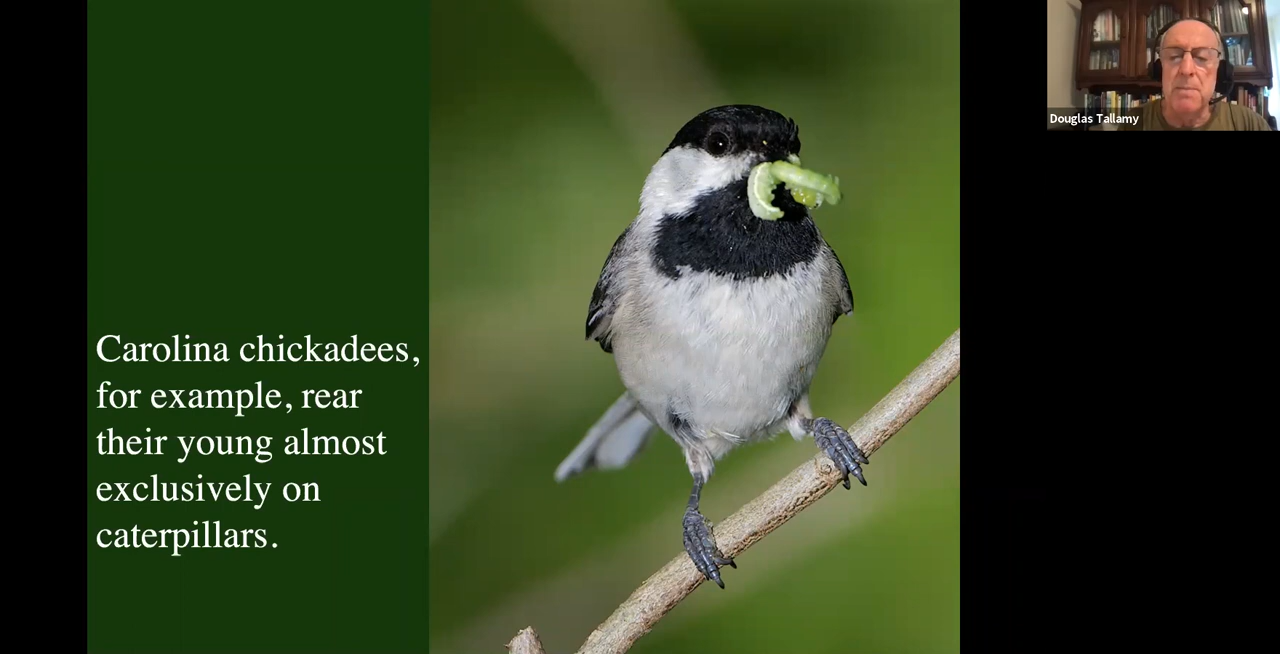 Carolina chickadees,
for example, rear
their young almost
exclusively on
caterpillars.
Douglas Tallamy